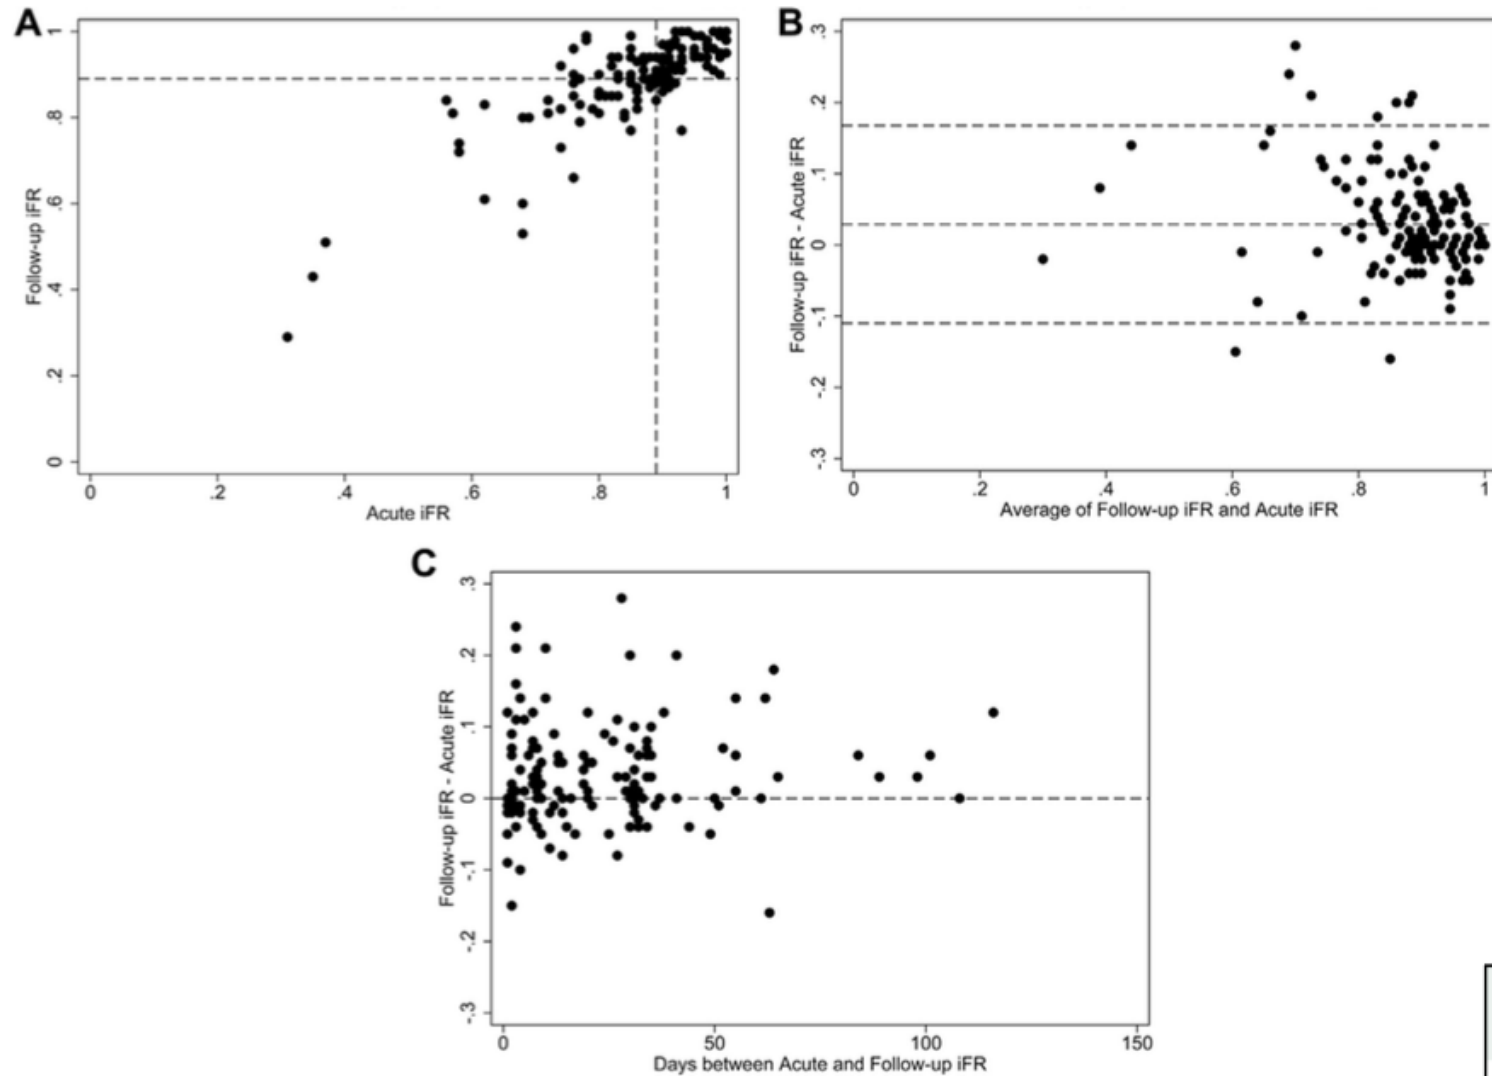 A
Follow-up iFR
1
.8
.6
.4
.2
0
0 .2 .4 .6 .8 1
Acute iFR
B
Follow-up iFR - Acute iFR
.3
.2
.1
0
-.1
-.2
-.3
0 .2 .4 .6 .8 1
Average of Follow-up iFR and Acute iFR
C
Follow-up iFR - Acute iFR
.3
.2
.1
0
-.1
-.2
-.3
0 50 100 150
Days between Acute and Follow-up iFR